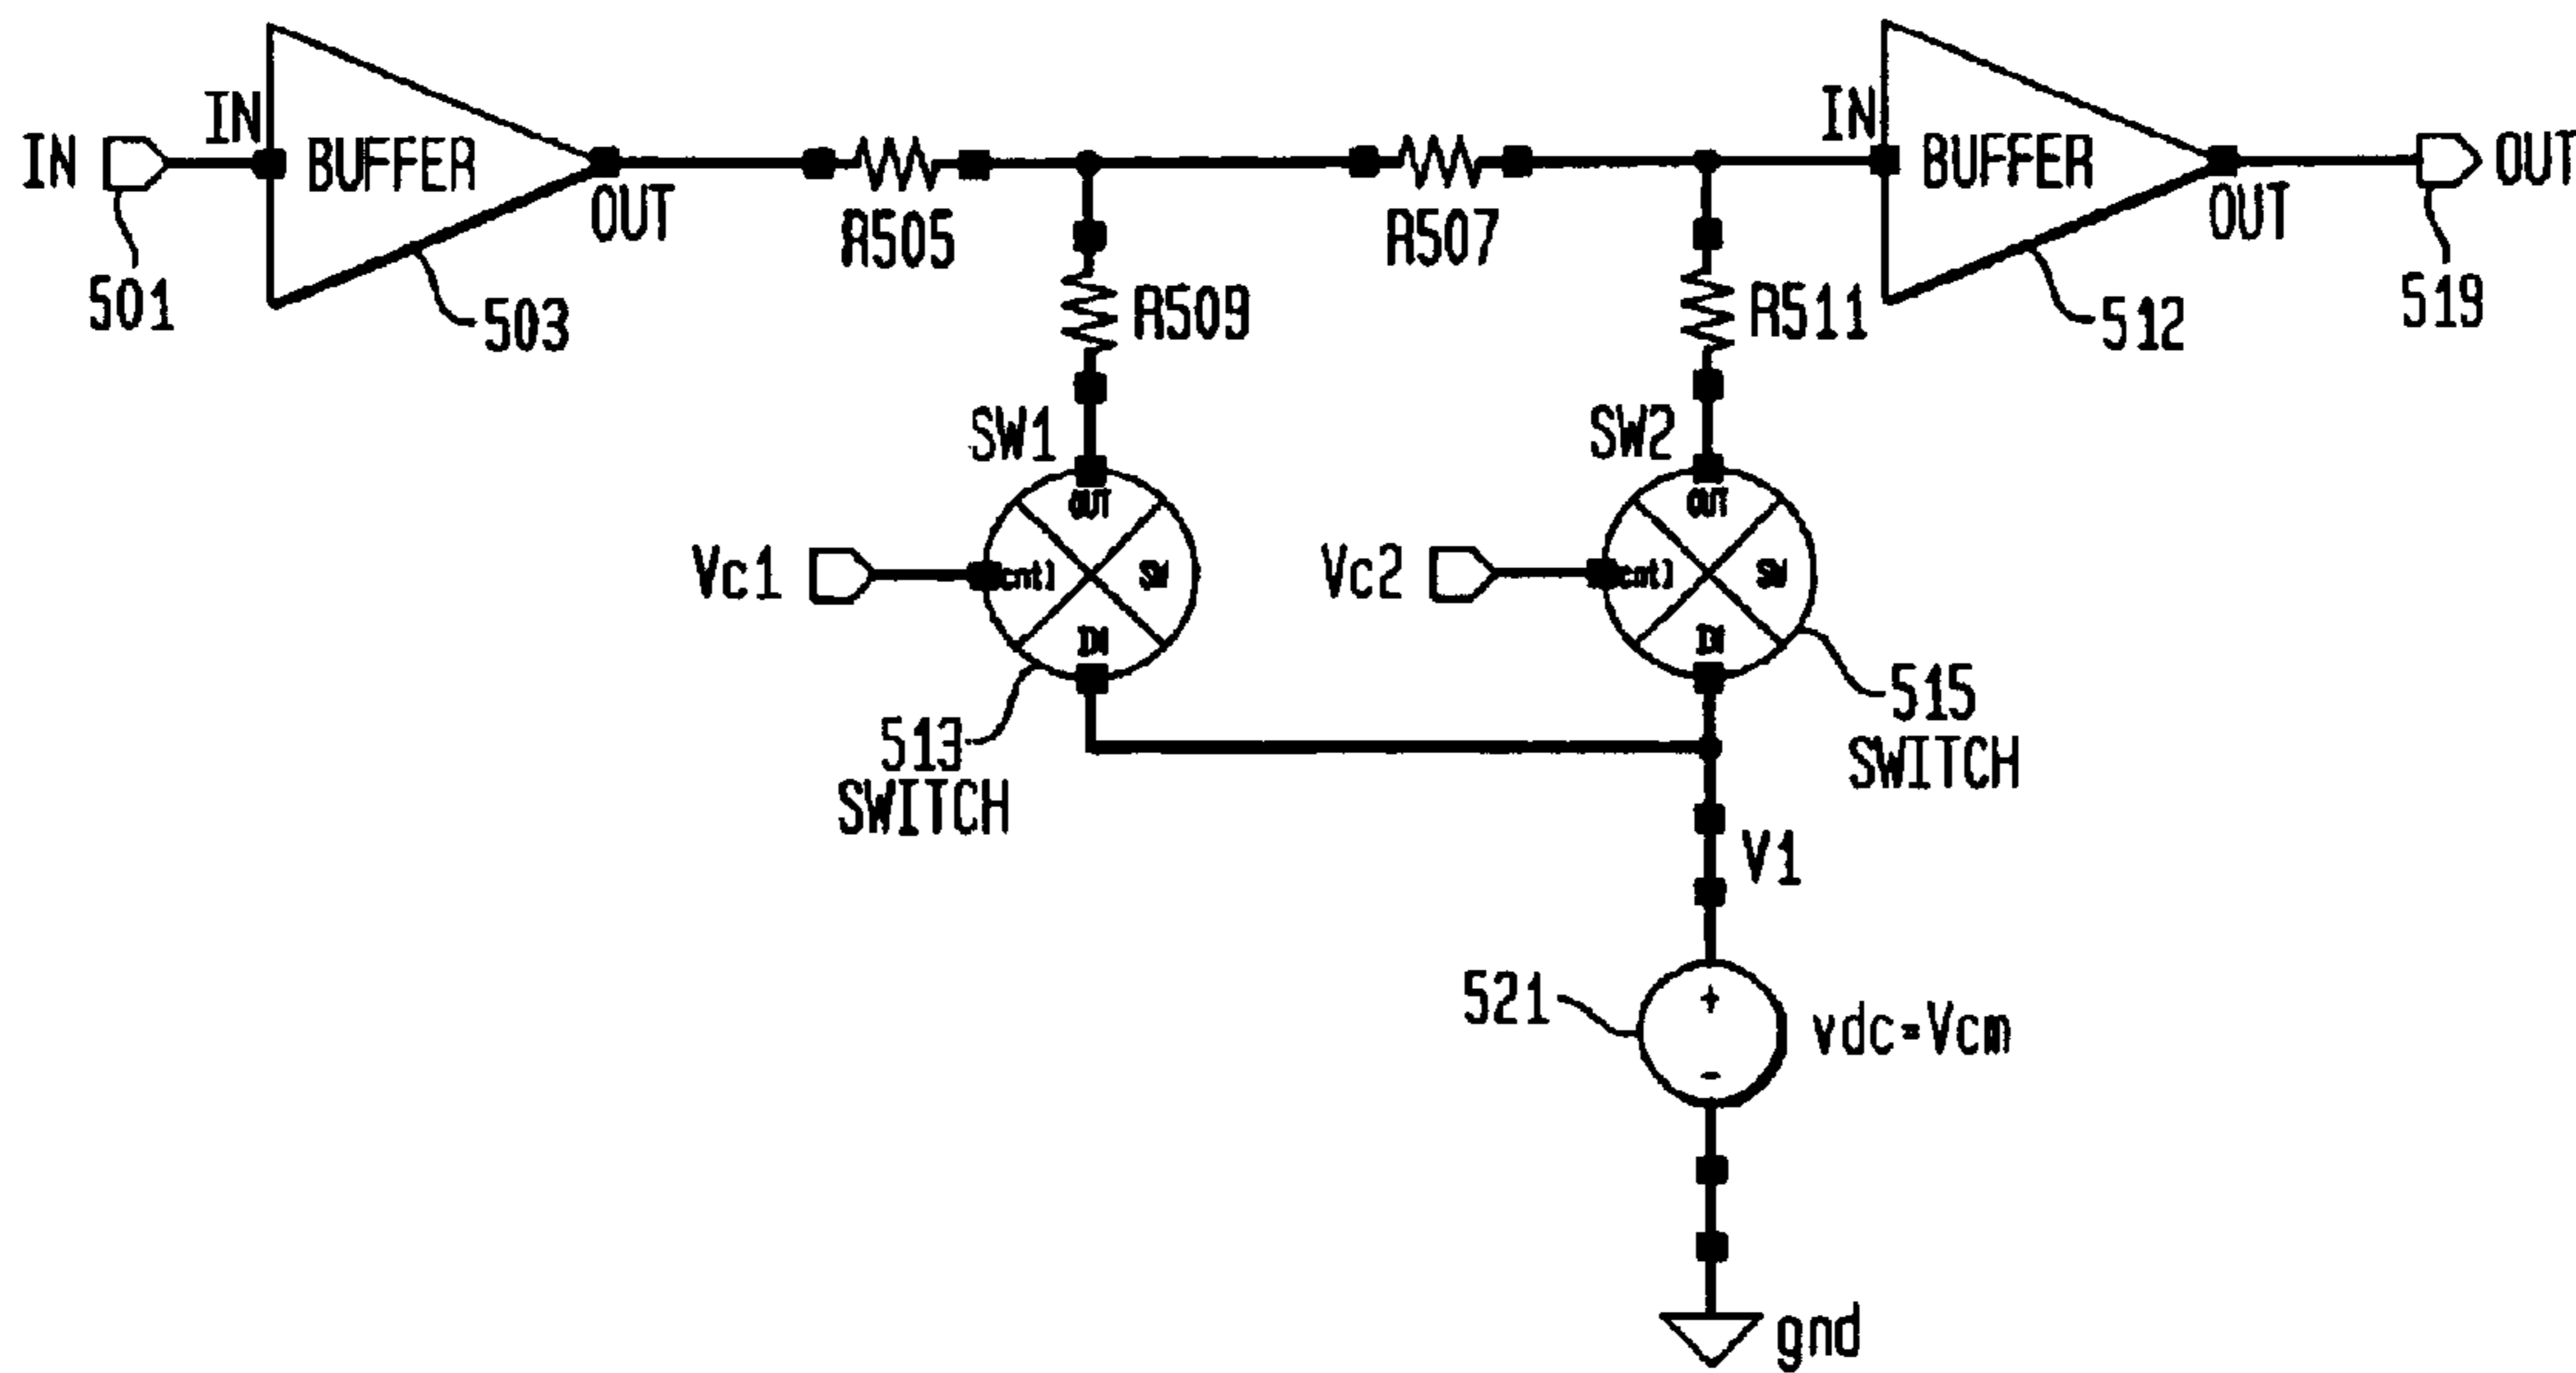 IN
IN
BUFFER
OUT
501
503
R505
R507
IN
BUFFER
OUT
OUT
512
519
R509
R511
SW1
SW2
OUT
cntl
SW
IN
OUT
cntl
SW
IN
Vc1
Vc2
513
SWITCH
515
SWITCH
V1
521
+
-
vdc=Vcm
gnd